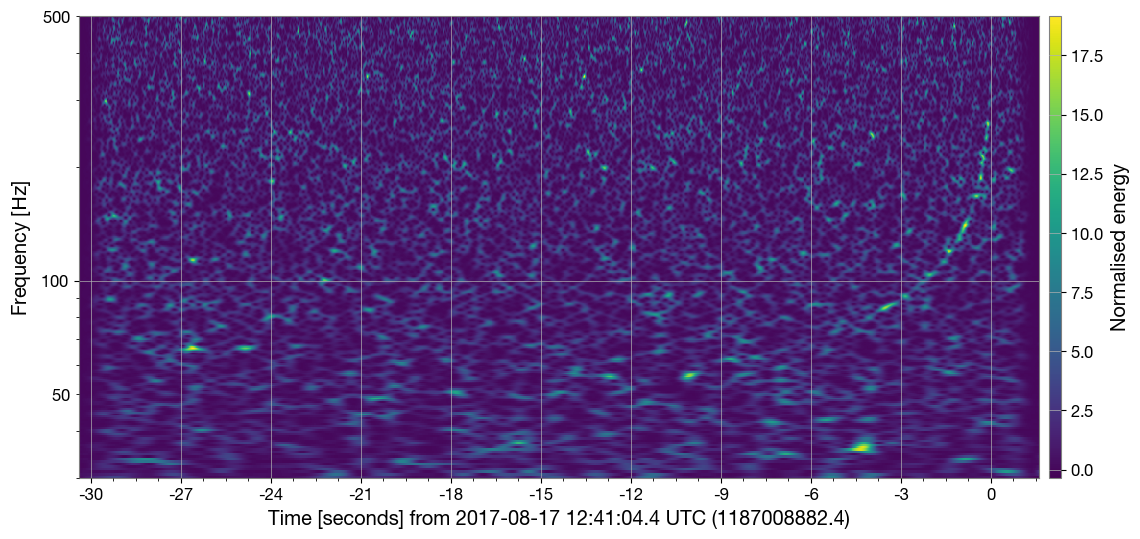 500
100
50
Frequency [Hz]
-30 -27 -24 -21 -18 -15 -12 -9 -6 -3 0
Time [seconds] from 2017-08-17 12:41:04.4 UTC (1187008882.4)
17.5
15.0
12.5
10.0
7.5
5.0
2.5
0.0
Normalised energy